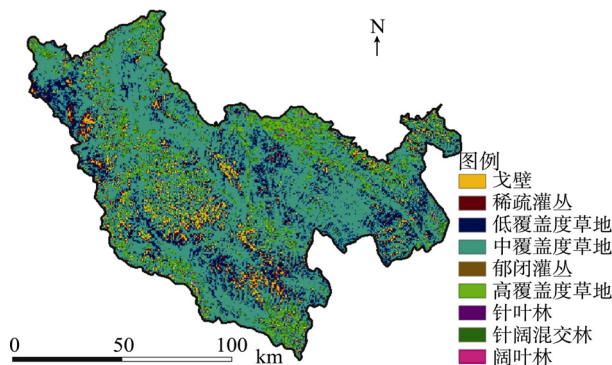 N
图例
戈壁
稀疏灌丛
低覆盖度草地
中覆盖度草地
郁闭灌丛
高覆盖度草地
针叶林
针阔混交林
阔叶林
0 50 100
km